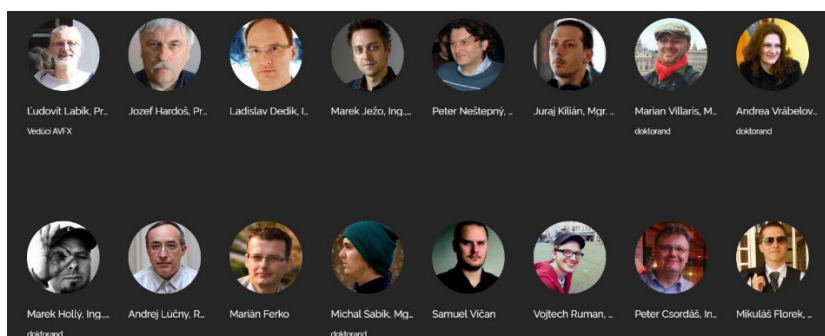 Ľudovít Labík, Pr...
Jozef Hardoš, Pr...
Ladislav Dedík, I...
Marek Ježo, Ing.,...
Peter Neštepný, ...
Juraj Kilián, Mgr. ...
Marian Villaris, M...
Andrea Vrábelov...
Vedúci AVFX
doktorand
doktorand
Marek Hollý, Ing.,...
Andrej Lúčny, R...
Marián Ferko
Michal Sabik, Mg...
Samuel Vičan
Vojtech Ruman, ...
Peter Csordáš, In...
Mikuláš Florek, ...
doktorand
doktorand